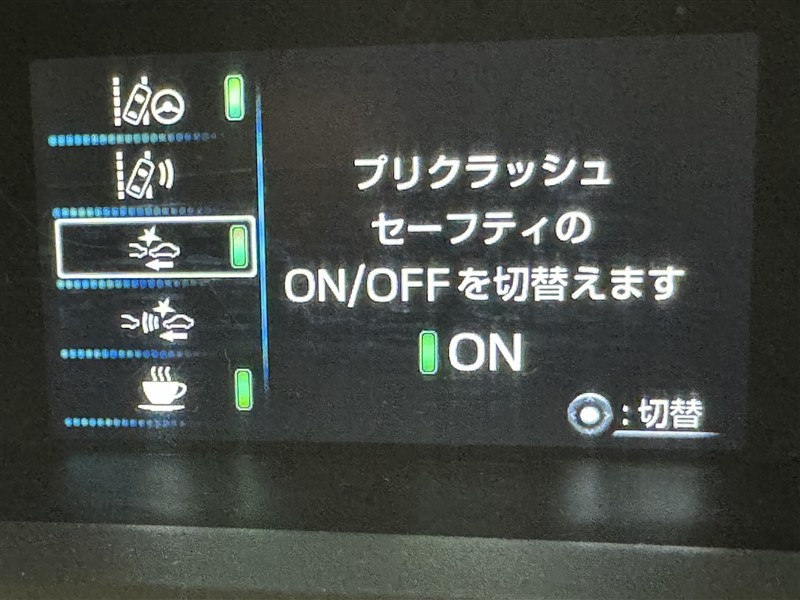 プリクラッシュ
セーフティの
ON/OFFを切替えます
ON
:切替